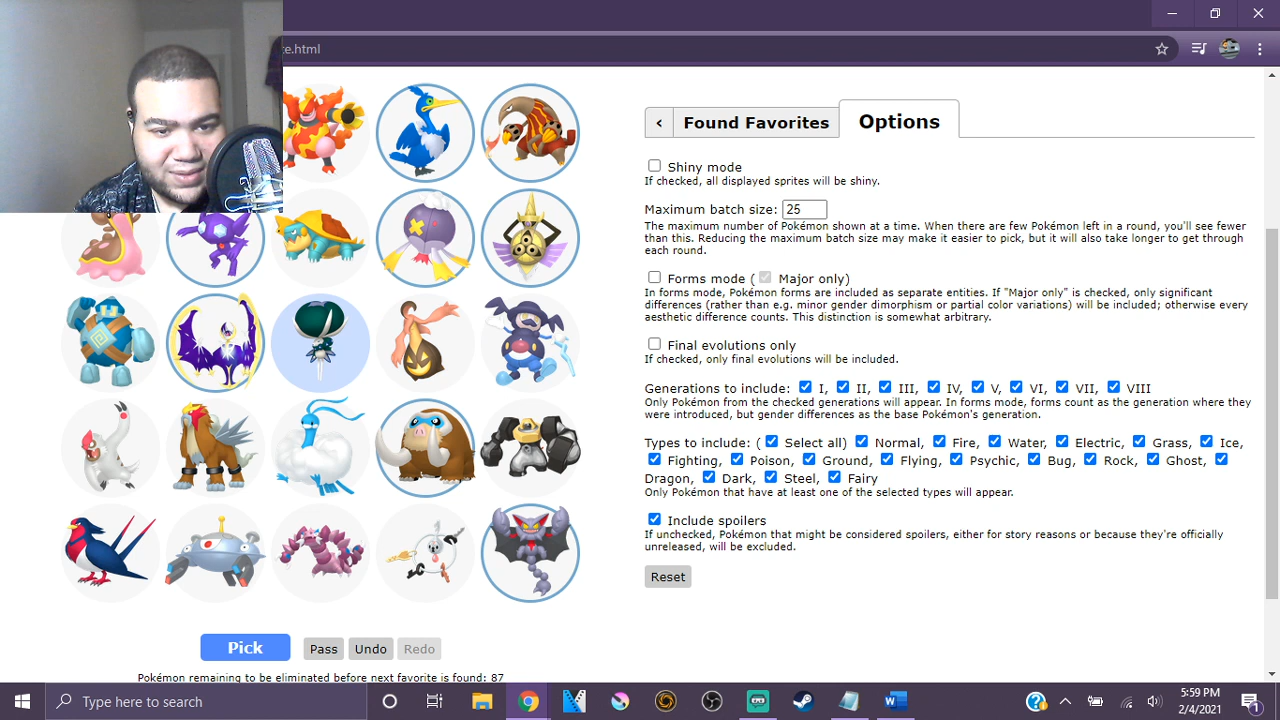 te.html
‹ Found Favorites Options
Shiny mode
If checked, all displayed sprites will be shiny.
Maximum batch size: 25
The maximum number of Pokémon shown at a time. When there are few Pokémon left in a round, you'll see fewer
than this. Reducing the maximum batch size may make it easier to pick, but it will also take longer to get through
each round.
Forms mode ( Major only)
In forms mode, Pokémon forms are included as separate entities. If "Major only" is checked, only significant
differences (rather than e.g. minor gender dimorphism or partial color variations) will be included; otherwise every
aesthetic difference counts. This distinction is somewhat arbitrary.
Final evolutions only
If checked, only final evolutions will be included.
Generations to include: I, II, III, IV, V, VI, VII, VIII
Only Pokémon from the checked generations will appear. In forms mode, forms count as the generation where they
were introduced, but gender differences as the base Pokémon's generation.
Types to include: ( Select all) Normal, Fire, Water, Electric, Grass, Ice,
Fighting, Poison, Ground, Flying, Psychic, Bug, Rock, Ghost,
Dragon, Dark, Steel, Fairy
Only Pokémon that have at least one of the selected types will appear.
Include spoilers
If unchecked, Pokémon that might be considered spoilers, either for story reasons or because they're officially
unreleased, will be excluded.
Reset
Pick Pass Undo Redo
Pokémon remaining to be eliminated before next favorite is found: 87
Type here to search
5:59 PM
2/4/2021
1